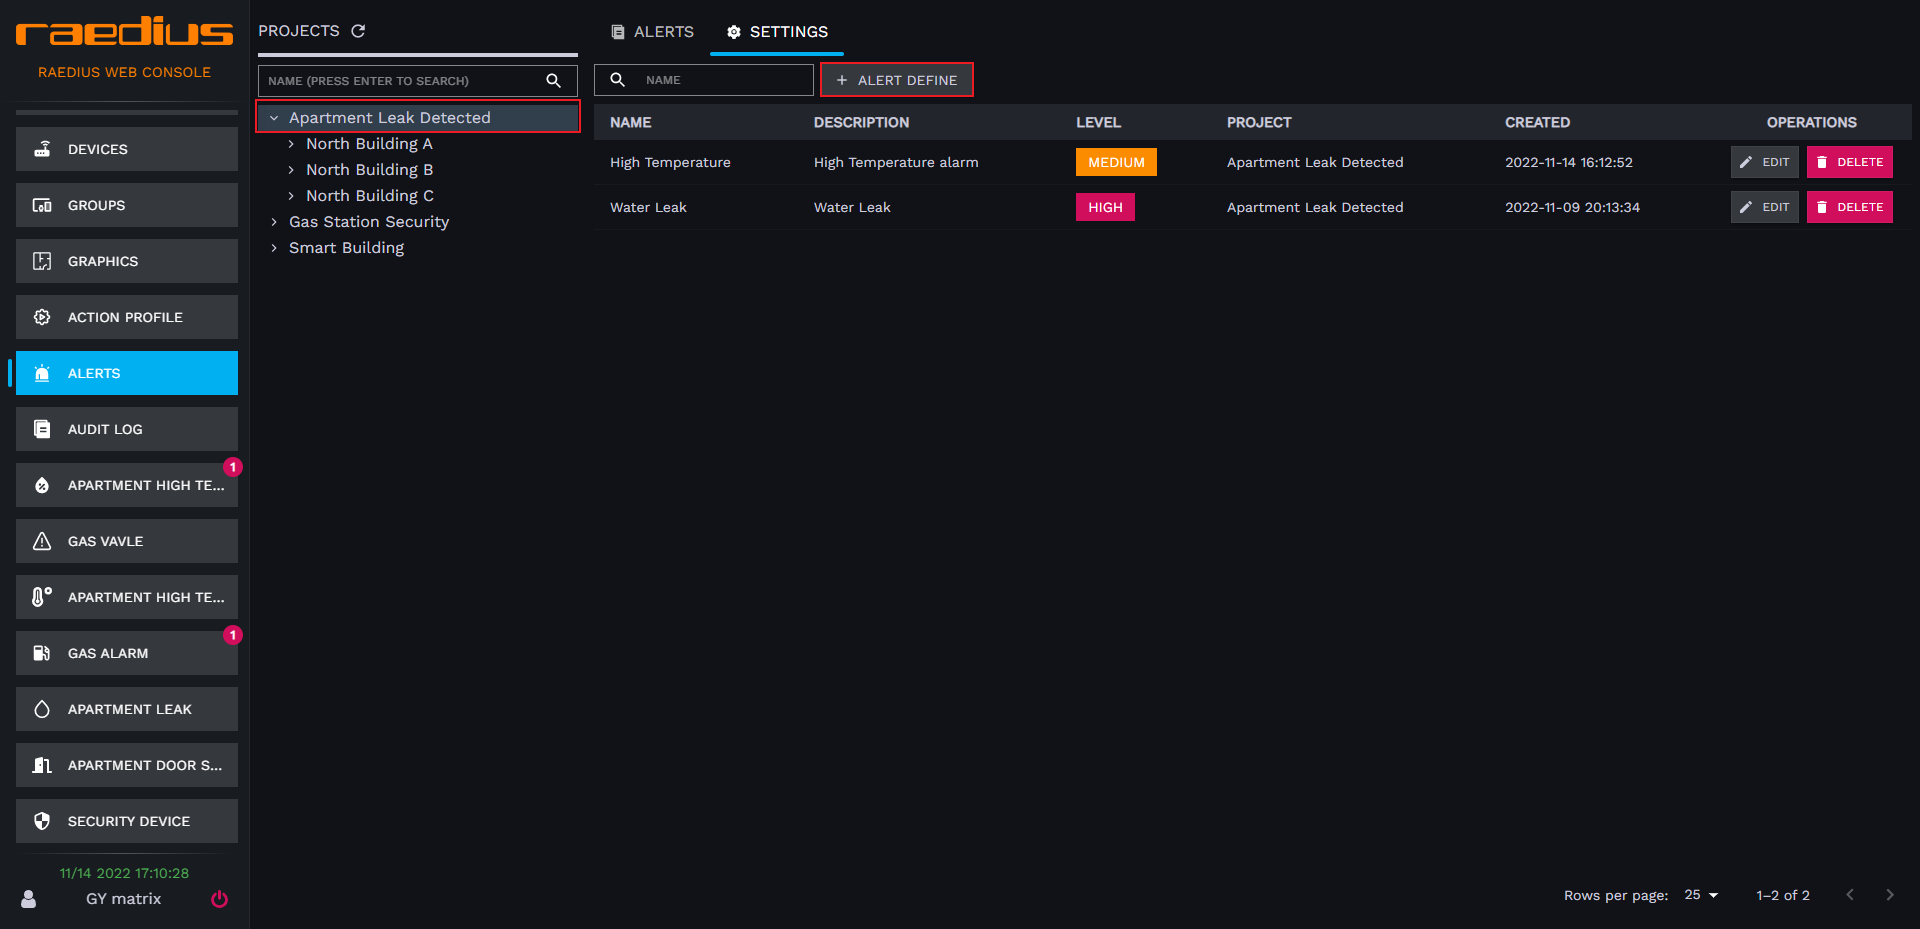 raedius
RAEDIUS WEB CONSOLE
DEVICES
GROUPS
GRAPHICS
ACTION PROFILE
ALERTS
AUDIT LOG
1
APARTMENT HIGH TE...
GAS VAVLE
APARTMENT HIGH TE...
1
GAS ALARM
APARTMENT LEAK
APARTMENT DOOR S...
SECURITY DEVICE
11/14 2022 17:10:28
GY matrix
PROJECTS
NAME (PRESS ENTER TO SEARCH)
Apartment Leak Detected
North Building A
North Building B
North Building C
Gas Station Security
Smart Building
ALERTS SETTINGS
NAME + ALERT DEFINE
NAME DESCRIPTION LEVEL PROJECT CREATED OPERATIONS
High Temperature High Temperature alarm MEDIUM Apartment Leak Detected 2022-11-14 16:12:52 EDIT DELETE
Water Leak Water Leak HIGH Apartment Leak Detected 2022-11-09 20:13:34 EDIT DELETE
Rows per page: 25 1–2 of 2